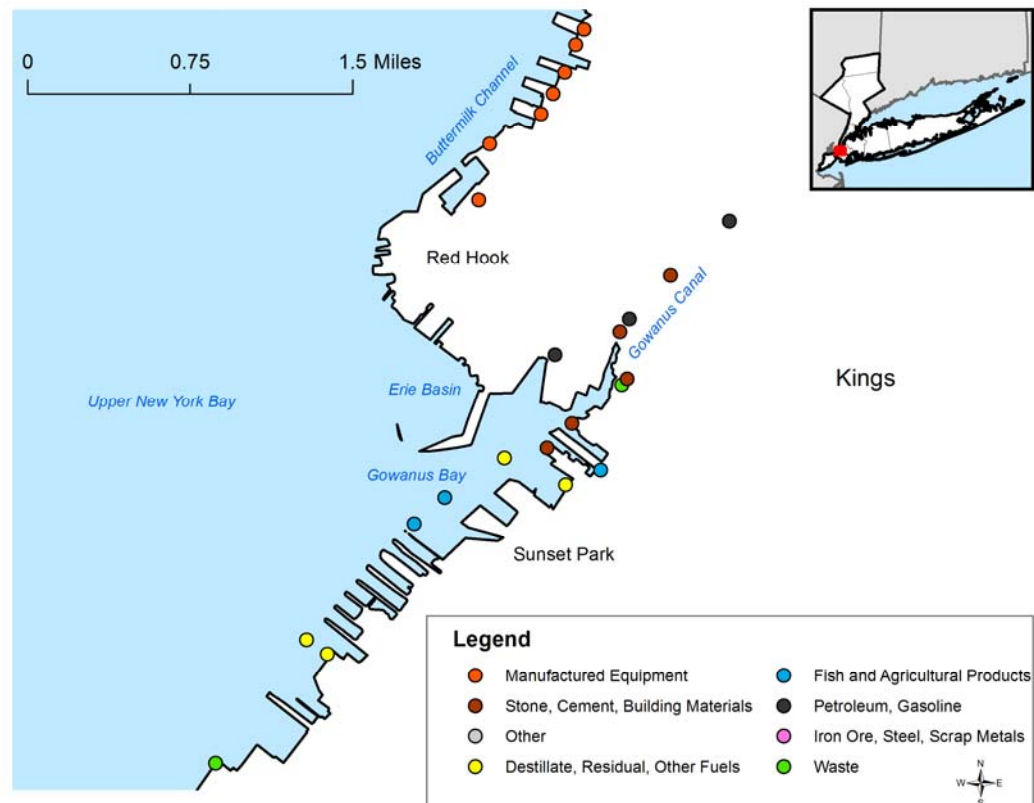 0 0.75 1.5 Miles
Buttermilk Channel
Red Hook
Gowanus Canal
Kings
Erie Basin
Upper New York Bay
Gowanus Bay
Sunset Park
Legend
Manufactured Equipment
Stone, Cement, Building Materials
Other
Destillate, Residual, Other Fuels
Fish and Agricultural Products
Petroleum, Gasoline
Iron Ore, Steel, Scrap Metals
Waste
N
W E
S